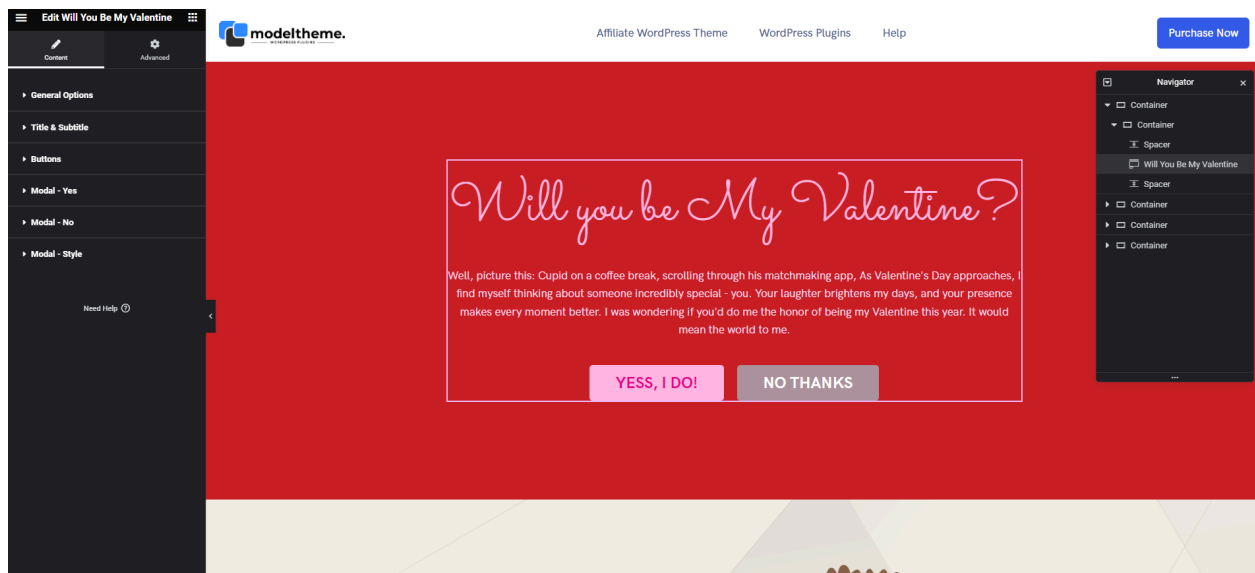 Edit Will You Be My Valentine
Content
Advanced
General Options
Title & Subtitle
Buttons
Modal - Yes
Modal - No
Modal - Style
Need Help
modeltheme.
WORDPRESS PLUGINS
Affiliate WordPress Theme
WordPress Plugins
Help
Purchase Now
Will you be My Valentine?
Well, picture this: Cupid on a coffee break, scrolling through his matchmaking app, As Valentine's Day approaches, I
find myself thinking about someone incredibly special - you. Your laughter brightens my days, and your presence
makes every moment better. I was wondering if you'd do me the honor of being my Valentine this year. It would
mean the world to me.
YESS, I DO!
NO THANKS
Navigator
Container
Container
Spacer
Will You Be My Valentine
Spacer
Container
Container
Container